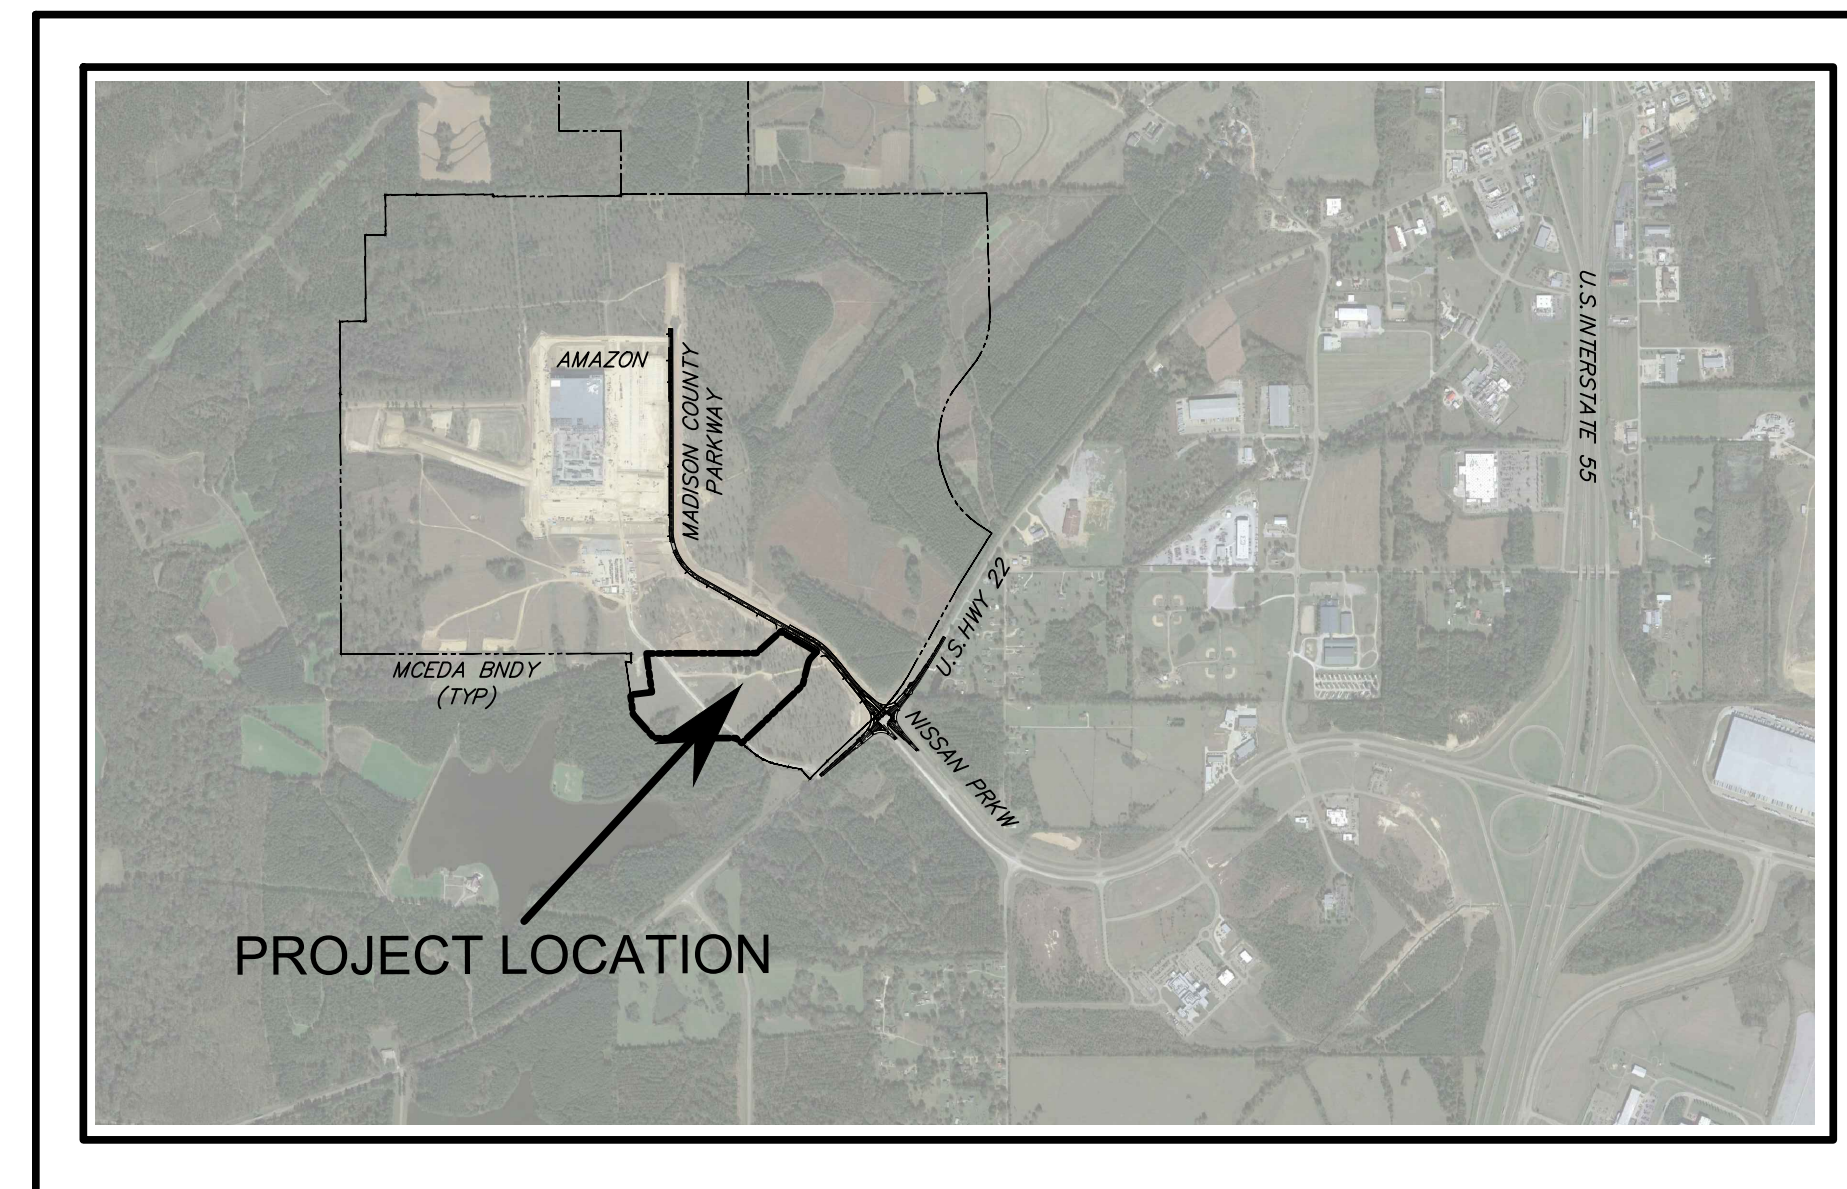 AMAZON
MADISON COUNTY
PARKWAY
U.S.INTERSTATE 55
U.S.HWY 22
MCEDA BNDY
(TYP)
NISSAN PRKW
PROJECT LOCATION